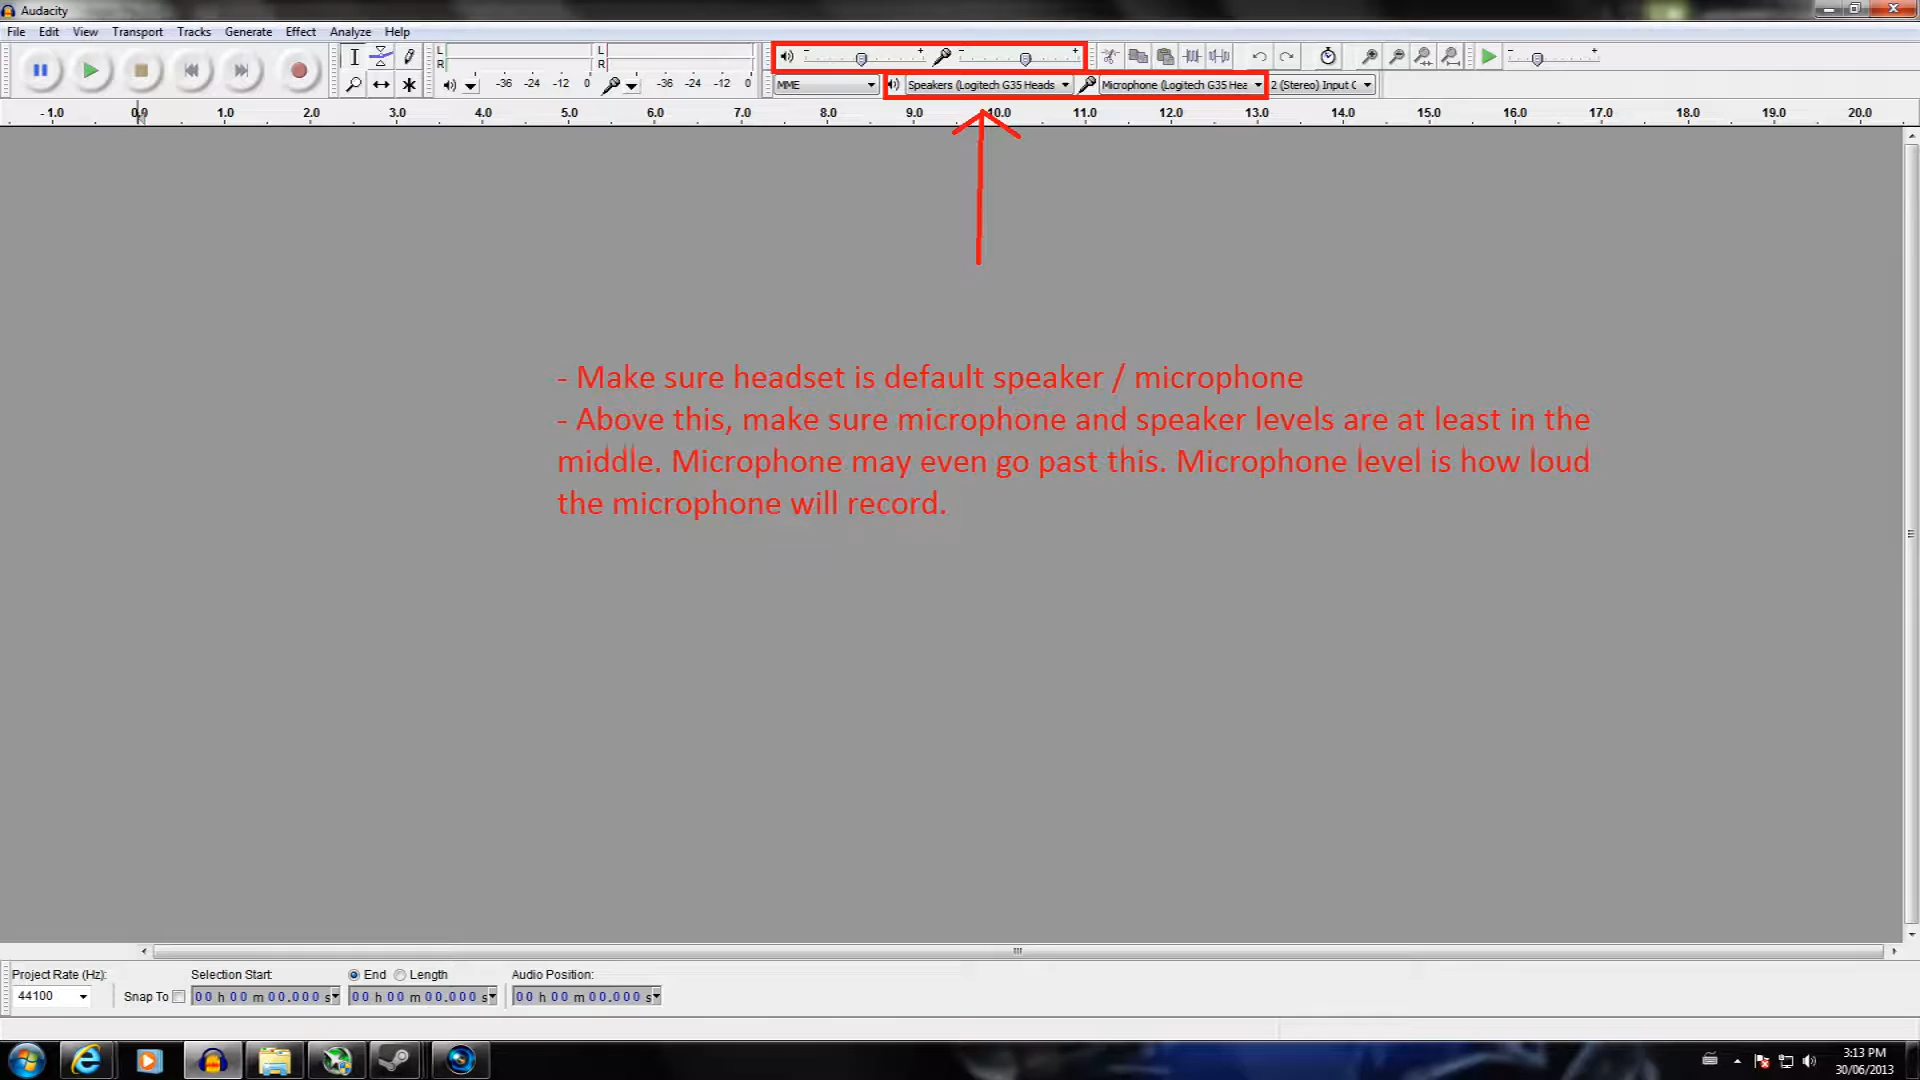 Audacity
File Edit View Transport Tracks Generate Effect Analyze Help
L
R
L
R
- + - +
- +
-36 -24 -12 0
-36 -24 -12 0
MME
Speakers (Logitech G35 Heads
Microphone (Logitech G35 Hea
2 (Stereo) Input C
- 1.0 0.0 1.0 2.0 3.0 4.0 5.0 6.0 7.0 8.0 9.0 10.0 11.0 12.0 13.0 14.0 15.0 16.0 17.0 18.0 19.0 20.0
- Make sure headset is default speaker / microphone
- Above this, make sure microphone and speaker levels are at least in the
middle. Microphone may even go past this. Microphone level is how loud
the microphone will record.
Project Rate (Hz):
Selection Start:
End Length
Audio Position:
44100
Snap To
00 h 00 m 00.000 s
00 h 00 m 00.000 s
00 h 00 m 00.000 s
3:13 PM
30/06/2013